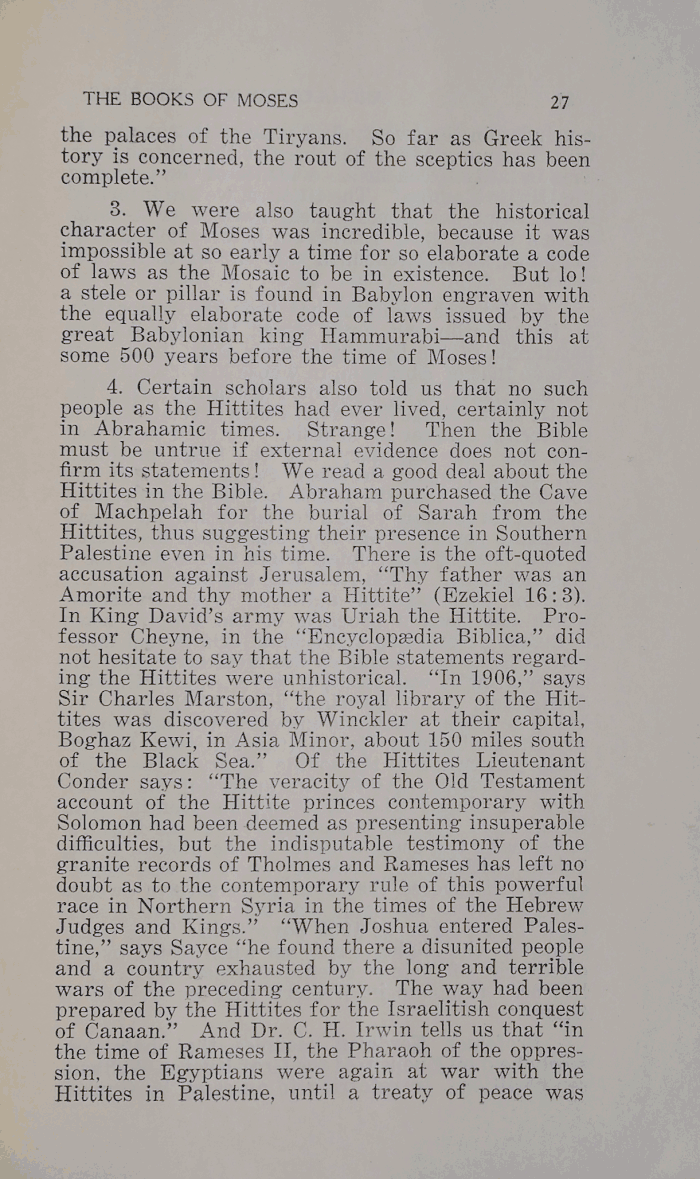 THE BOOKS OF MOSES 27
the palaces of the Tiryans. So far as Greek his-
tory is concerned, the rout of the sceptics has been
complete.”
3. We were also taught that the historical
character of Moses was incredible, because it was
impossible at so early a time for so elaborate a code
of laws as the Mosaic to be in existence. But lo!
a stele or pillar is found in Babylon engraven with
the equally elaborate code of laws issued by the
great Babylonian king Hammurabi—and this at
some 500 years before the time of Moses!
4. Certain scholars also told us that no such
people as the Hittites had ever lived, certainly not
in Abrahamic times. Strange! Then the Bible
must be untrue if external evidence does not con-
firm its statements! We read a good deal about the
Hittites in the Bible. Abraham purchased the Cave
of Machpelah for the burial of Sarah from the
Hittites, thus suggesting their presence in Southern
Palestine even in his time. There is the oft-quoted
accusation against Jerusalem, “Thy father was an
Amorite and thy mother a Hittite” (Ezekiel 16:3).
In King David’s army was Uriah the Hittite. Pro-
fessor Cheyne, in the “Encyclopædia Biblica,” did
not hesitate to say that the Bible statements regard-
ing the Hittites were unhistorical. “In 1906,” says
Sir Charles Marston, “the royal library of the Hit-
tites was discovered by Winckler at their capital,
Boghaz Kewi, in Asia Minor, about 150 miles south
of the Black Sea.” Of the Hittites Lieutenant
Conder says: “The veracity of the Old Testament
account of the Hittite princes contemporary with
Solomon had been deemed as presenting insuperable
difficulties, but the indisputable testimony of the
granite records of Tholmes and Rameses has left no
doubt as to the contemporary rule of this powerful
race in Northern Syria in the times of the Hebrew
Judges and Kings.” “When Joshua entered Pales-
tine,” says Sayce “he found there a disunited people
and a country exhausted by the long and terrible
wars of the preceding century. The way had been
prepared by the Hittites for the Israelitish conquest
of Canaan.” And Dr. C. H. Irwin tells us that “in
the time of Rameses II, the Pharaoh of the oppres-
sion, the Egyptians were again at war with the
Hittites in Palestine, until a treaty of peace was